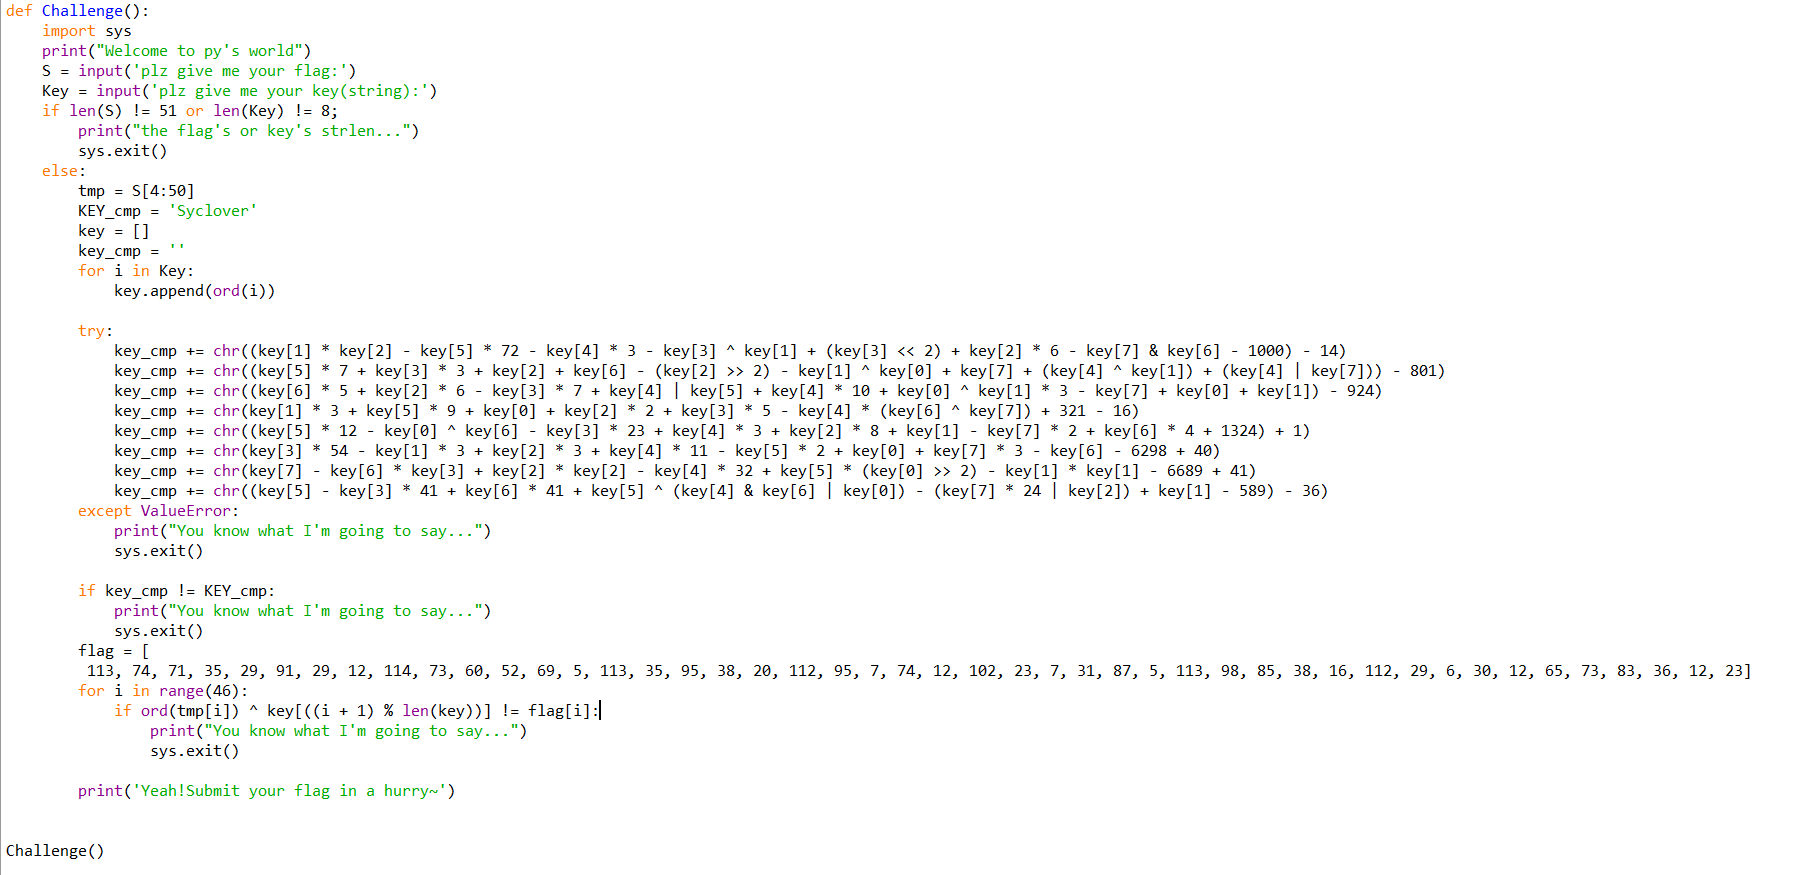 def Challenge():
    import sys
    print("Welcome to py's world")
    S = input('plz give me your flag:')
    Key = input('plz give me your key(string):')
    if len(S) != 51 or len(Key) != 8;
        print("the flag's or key's strlen...")
        sys.exit()
    else:
        tmp = S[4:50]
        KEY_cmp = 'Syclover'
        key = []
        key_cmp = ''
        for i in Key:
            key.append(ord(i))

        try:
            key_cmp += chr((key[1] * key[2] - key[5] * 72 - key[4] * 3 - key[3] ^ key[1] + (key[3] << 2) + key[2] * 6 - key[7] & key[6] - 1000) - 14)
            key_cmp += chr((key[5] * 7 + key[3] * 3 + key[2] + key[6] - (key[2] >> 2) - key[1] ^ key[0] + key[7] + (key[4] ^ key[1]) + (key[4] | key[7])) - 801)
            key_cmp += chr((key[6] * 5 + key[2] * 6 - key[3] * 7 + key[4] | key[5] + key[4] * 10 + key[0] ^ key[1] * 3 - key[7] + key[0] + key[1]) - 924)
            key_cmp += chr(key[1] * 3 + key[5] * 9 + key[0] + key[2] * 2 + key[3] * 5 - key[4] * (key[6] ^ key[7]) + 321 - 16)
            key_cmp += chr((key[5] * 12 - key[0] ^ key[6] - key[3] * 23 + key[4] * 3 + key[2] * 8 + key[1] - key[7] * 2 + key[6] * 4 + 1324) + 1)
            key_cmp += chr(key[3] * 54 - key[1] * 3 + key[2] * 3 + key[4] * 11 - key[5] * 2 + key[0] + key[7] * 3 - key[6] - 6298 + 40)
            key_cmp += chr(key[7] - key[6] * key[3] + key[2] * key[2] - key[4] * 32 + key[5] * (key[0] >> 2) - key[1] * key[1] - 6689 + 41)
            key_cmp += chr((key[5] - key[3] * 41 + key[6] * 41 + key[5] ^ (key[4] & key[6] | key[0]) - (key[7] * 24 | key[2]) + key[1] - 589) - 36)
        except ValueError:
            print("You know what I'm going to say...")
            sys.exit()

        if key_cmp != KEY_cmp:
            print("You know what I'm going to say...")
            sys.exit()
        flag = [
         113, 74, 71, 35, 29, 91, 29, 12, 114, 73, 60, 52, 69, 5, 113, 35, 95, 38, 20, 112, 95, 7, 74, 12, 102, 23, 7, 31, 87, 5, 113, 98, 85, 38, 16, 112, 29, 6, 30, 12, 65, 73, 83, 36, 12, 23]
        for i in range(46):
            if ord(tmp[i]) ^ key[((i + 1) % len(key))] != flag[i]:
                print("You know what I'm going to say...")
                sys.exit()

        print('Yeah!Submit your flag in a hurry~')


Challenge()